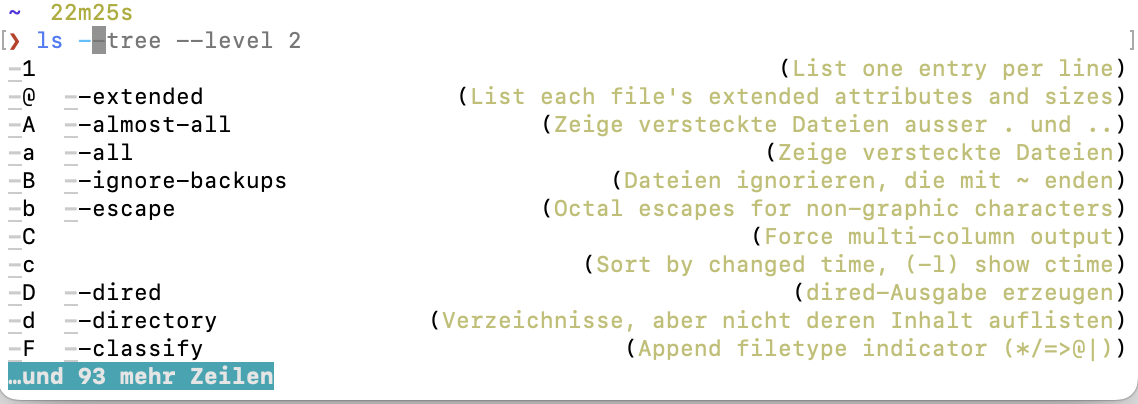 ~  22m25s
[❯ ls --tree --level 2 ]
-1 (List one entry per line)
-@  --extended (List each file's extended attributes and sizes)
-A  --almost-all (Zeige versteckte Dateien ausser . und ..)
-a  --all (Zeige versteckte Dateien)
-B  --ignore-backups (Dateien ignorieren, die mit ~ enden)
-b  --escape (Octal escapes for non-graphic characters)
-C (Force multi-column output)
-c (Sort by changed time, (-l) show ctime)
-D  --dired (dired-Ausgabe erzeugen)
-d  --directory (Verzeichnisse, aber nicht deren Inhalt auflisten)
-F  --classify (Append filetype indicator (*/=>@|))
…und 93 mehr Zeilen